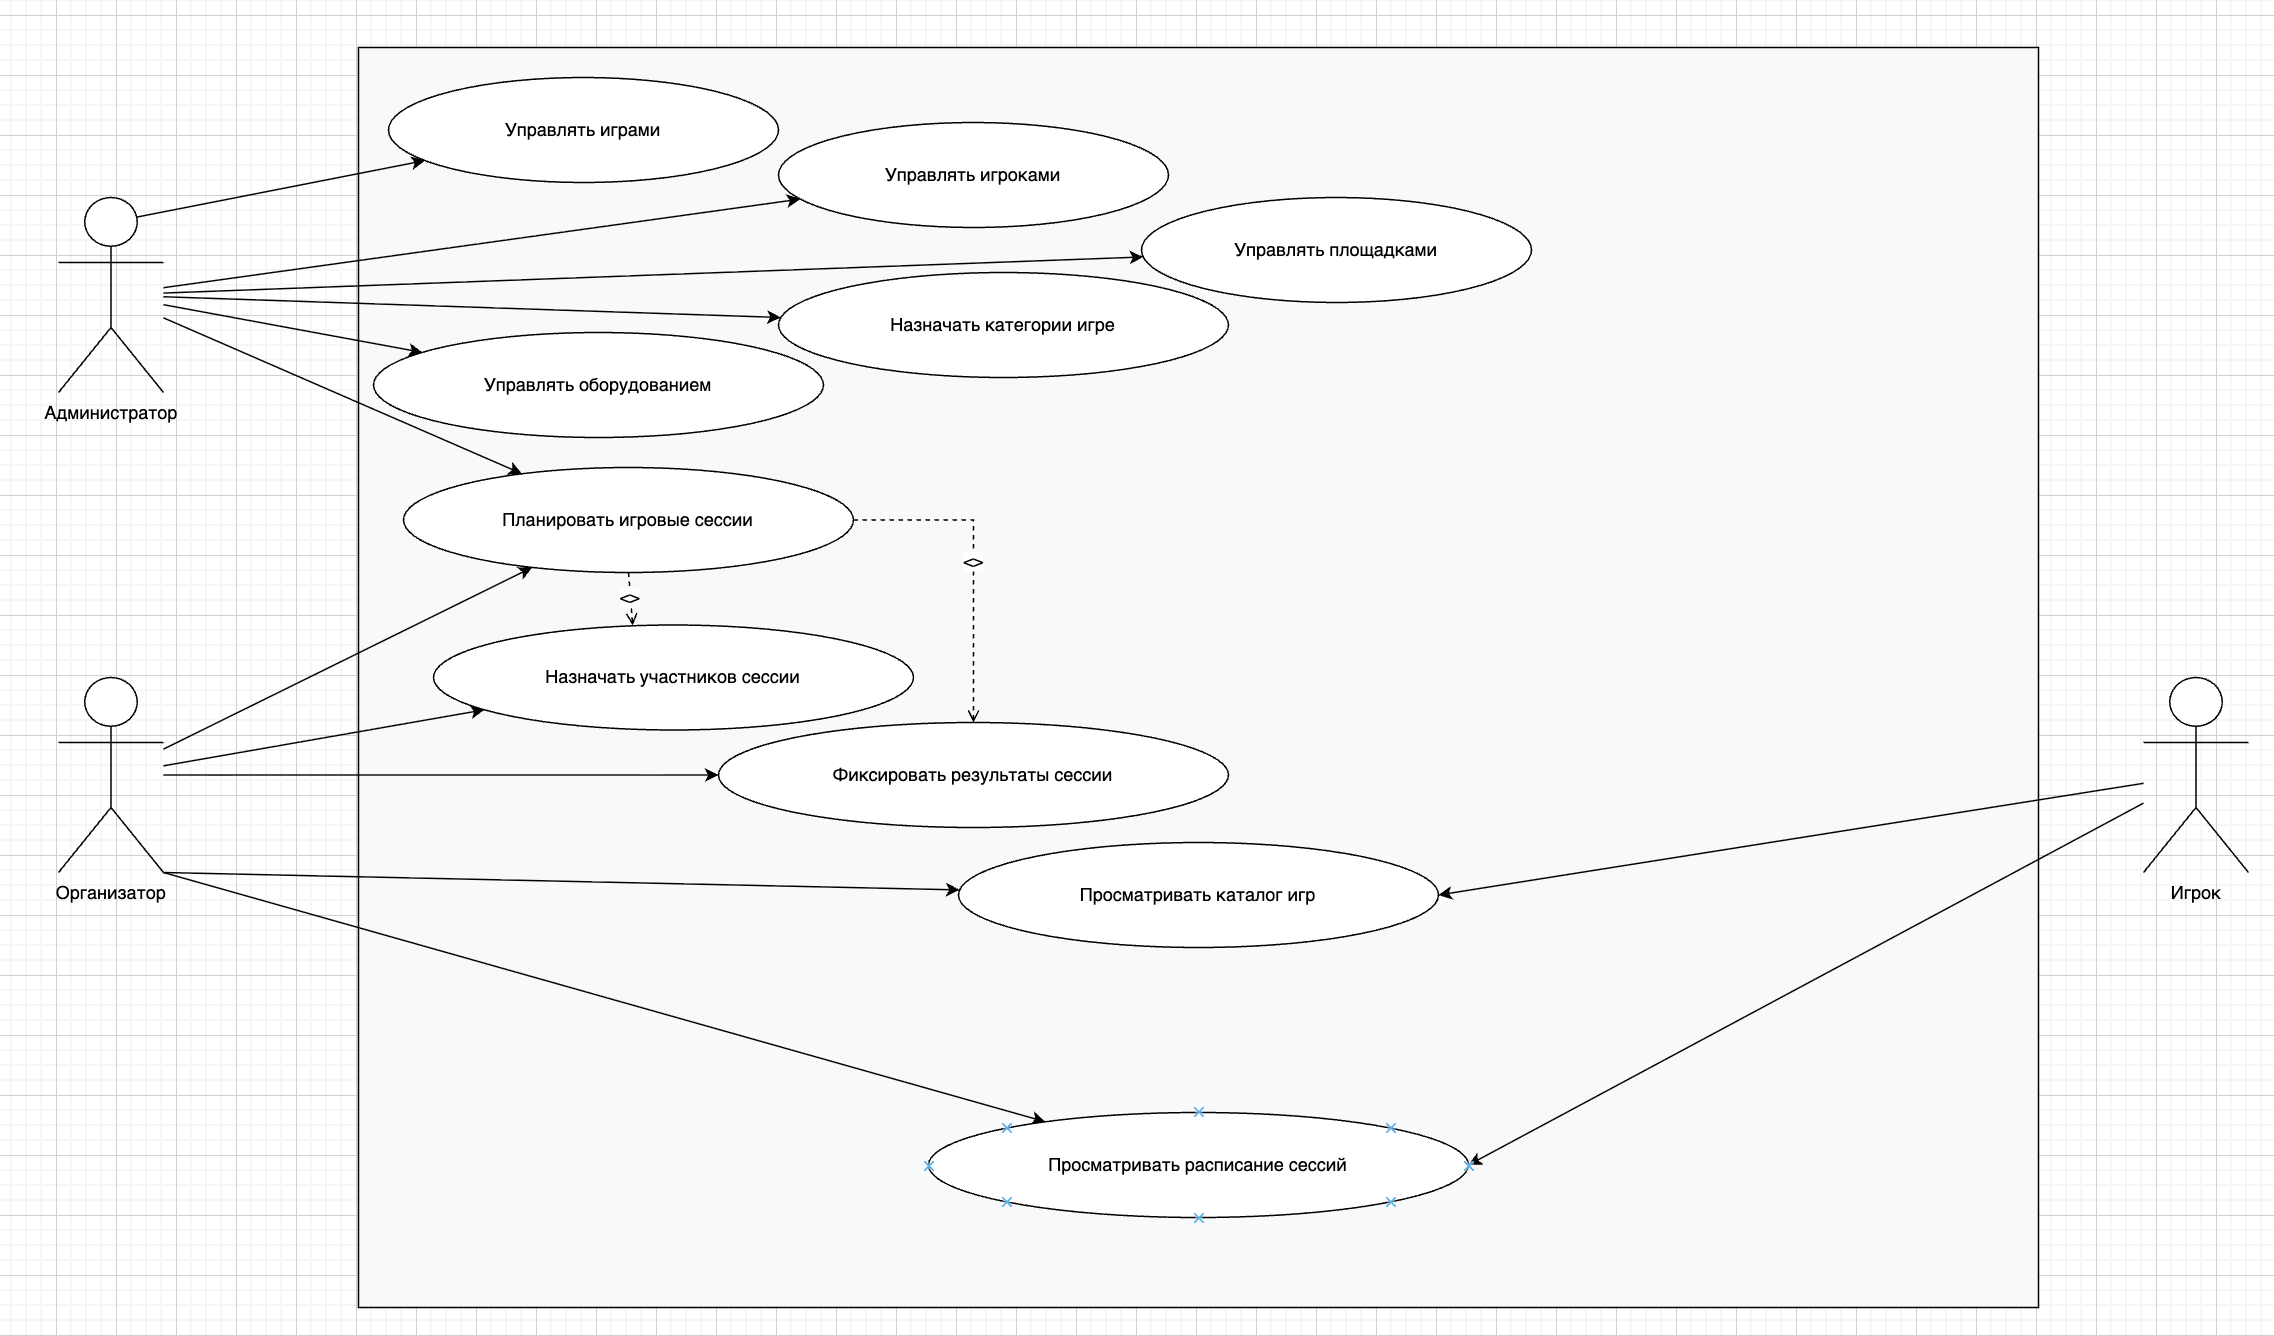 Управлять играми
Управлять игроками
Управлять площадками
Назначать категории игре
Управлять оборудованием
Администратор
Планировать игровые сессии
<>
<>
Назначать участников сессии
Фиксировать результаты сессии
Просматривать каталог игр
Организатор
Игрок
Просматривать расписание сессий